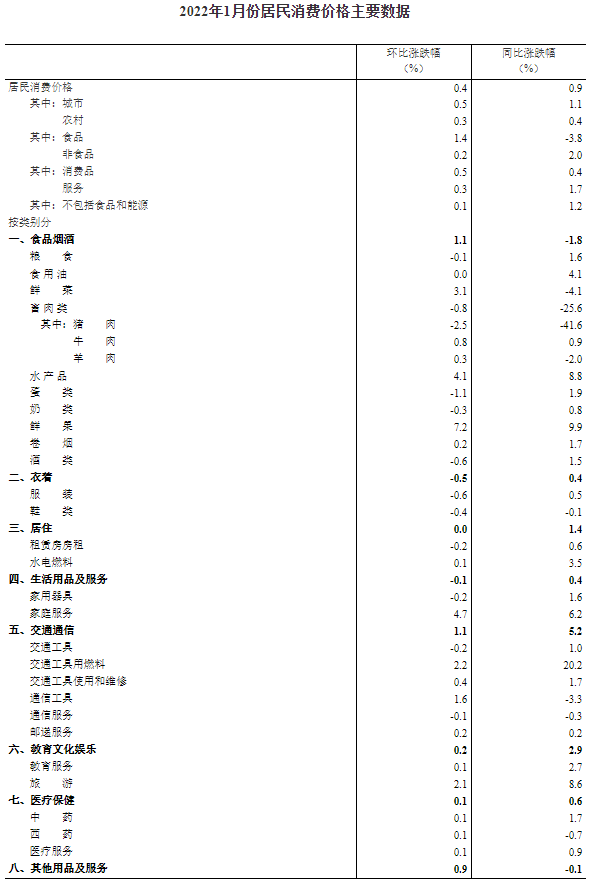 2022年1月份居民消费价格主要数据
环比涨跌幅 同比涨跌幅
（%） （%）
居民消费价格 0.4 0.9
其中：城市 0.5 1.1
农村 0.3 0.4
其中：食品 1.4 -3.8
非食品 0.2 2.0
其中：消费品 0.5 0.4
服务 0.3 1.7
其中：不包括食品和能源 0.1 1.2
按类别分
一、食品烟酒 1.1 -1.8
粮 食 -0.1 1.6
食用油 0.0 4.1
鲜 菜 3.1 -4.1
畜肉类 -0.8 -25.6
其中：猪 肉 -2.5 -41.6
牛 肉 0.8 0.9
羊 肉 0.3 -2.0
水产品 4.1 8.8
蛋 类 -1.1 1.9
奶 类 -0.3 0.8
鲜 果 7.2 9.9
卷 烟 0.2 1.7
酒 类 -0.6 1.5
二、衣着 -0.5 0.4
服 装 -0.6 0.5
鞋 类 -0.4 -0.1
三、居住 0.0 1.4
租赁房房租 -0.2 0.6
水电燃料 0.1 3.5
四、生活用品及服务 -0.1 0.4
家用器具 -0.2 1.6
家庭服务 4.7 6.2
五、交通通信 1.1 5.2
交通工具 -0.2 1.0
交通工具用燃料 2.2 20.2
交通工具使用和维修 0.4 1.7
通信工具 1.6 -3.3
通信服务 -0.1 -0.3
邮递服务 0.2 0.2
六、教育文化娱乐 0.2 2.9
教育服务 0.1 2.7
旅 游 2.1 8.6
七、医疗保健 0.1 0.6
中 药 0.1 1.7
西 药 0.1 -0.7
医疗服务 0.1 0.9
八、其他用品及服务 0.9 -0.1